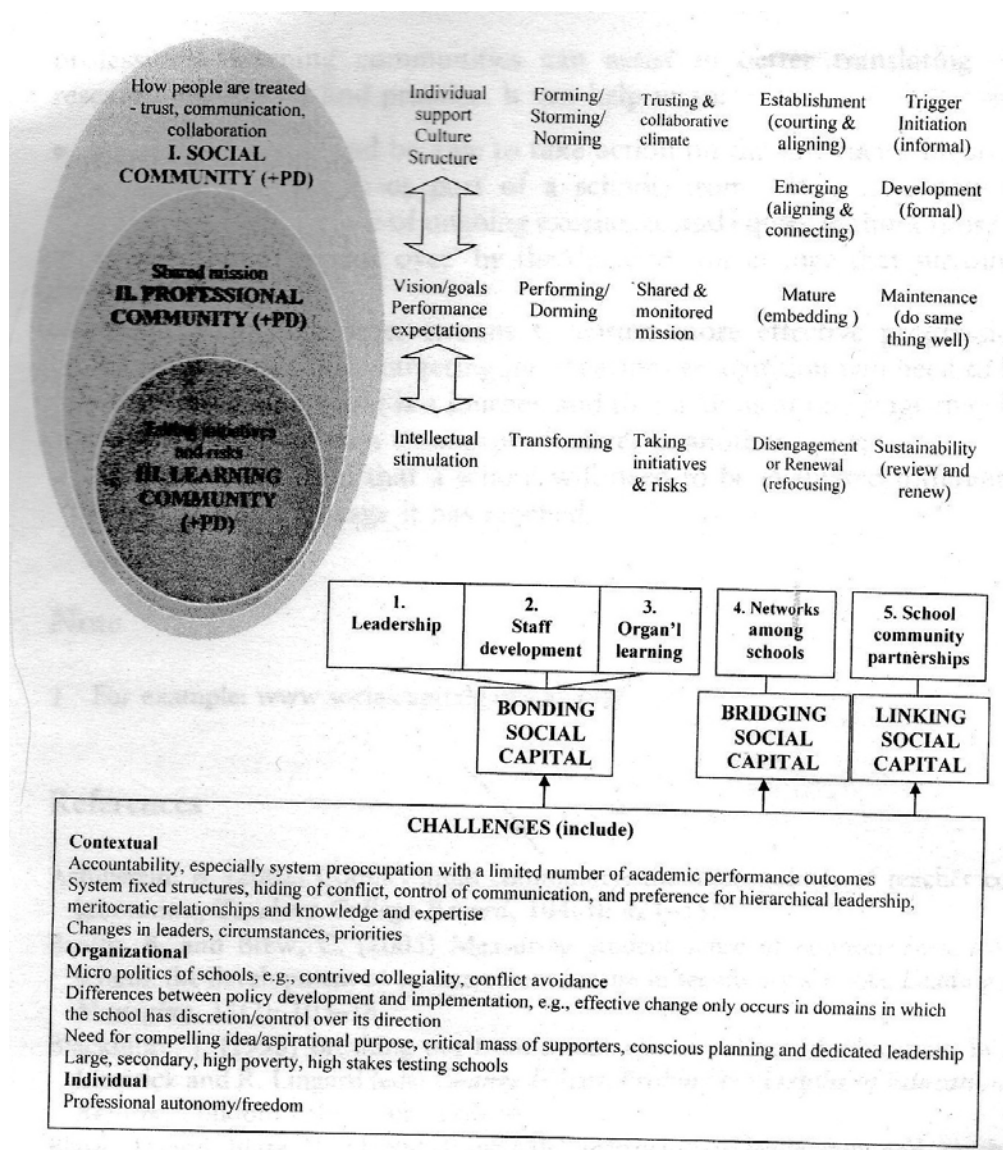 How people are treated
- trust, communication,
collaboration
I. SOCIAL
COMMUNITY (+PD)
Shared mission
II. PROFESSIONAL
COMMUNITY (+PD)
Taking initiatives
and risks
III. LEARNING
COMMUNITY
(+PD)
Individual
support
Culture
Structure
Forming/
Storming/
Norming
Trusting &
collaborative
climate
Establishment
(courting &
aligning)
Trigger
Initiation
(informal)
Emerging
(aligning &
connecting)
Development
(formal)
Vision/goals
Performance
expectations
Performing/
Dorming
Shared &
monitored
mission
Mature
(embedding )
Maintenance
(do same
thing well)
Intellectual
stimulation
Transforming
Taking
initiatives
& risks
Disengagement
or Renewal
(refocusing)
Sustainability
(review and
renew)
1.
Leadership
2.
Staff
development
3.
Organ'l
learning
4. Networks
among
schools
5. School
community
partnerships
BONDING
SOCIAL
CAPITAL
BRIDGING
SOCIAL
CAPITAL
LINKING
SOCIAL
CAPITAL
CHALLENGES (include)
Contextual
Accountability, especially system preoccupation with a limited number of academic performance outcomes
System fixed structures, hiding of conflict, control of communication, and preference for hierarchical leadership,
meritocratic relationships and knowledge and expertise
Changes in leaders, circumstances, priorities
Organizational
Micro politics of schools, e.g., contrived collegiality, conflict avoidance
Differences between policy development and implementation, e.g., effective change only occurs in domains in which
the school has discretion/control over its direction
Need for compelling idea/aspirational purpose, critical mass of supporters, conscious planning and dedicated leadership
Large, secondary, high poverty, high stakes testing schools
Individual
Professional autonomy/freedom
Note
1 For example: www
References